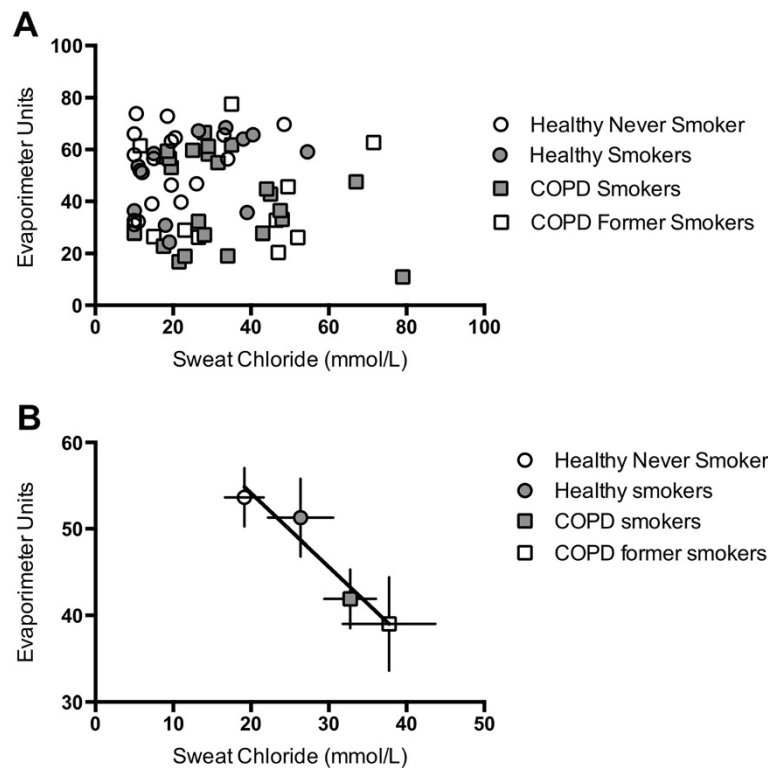 A
100
80
60
40
20
0
Evaporimeter Units
0 20 40 60 80 100
Sweat Chloride (mmol/L)
Healthy Never Smoker
Healthy Smokers
COPD Smokers
COPD Former Smokers
B
60
50
40
30
Evaporimeter Units
0 10 20 30 40 50
Sweat Chloride (mmol/L)
Healthy Never Smoker
Healthy smokers
COPD smokers
COPD former smokers